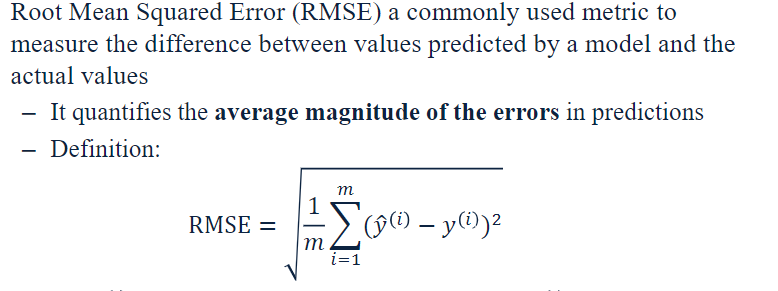 Root Mean Squared Error (RMSE) a commonly used metric to
measure the difference between values predicted by a model and the
actual values
– It quantifies the average magnitude of the errors in predictions
– Definition:
RMSE = √(1/m ∑_{i=1}^{m} (ŷ^{(i)} − y^{(i)})²)